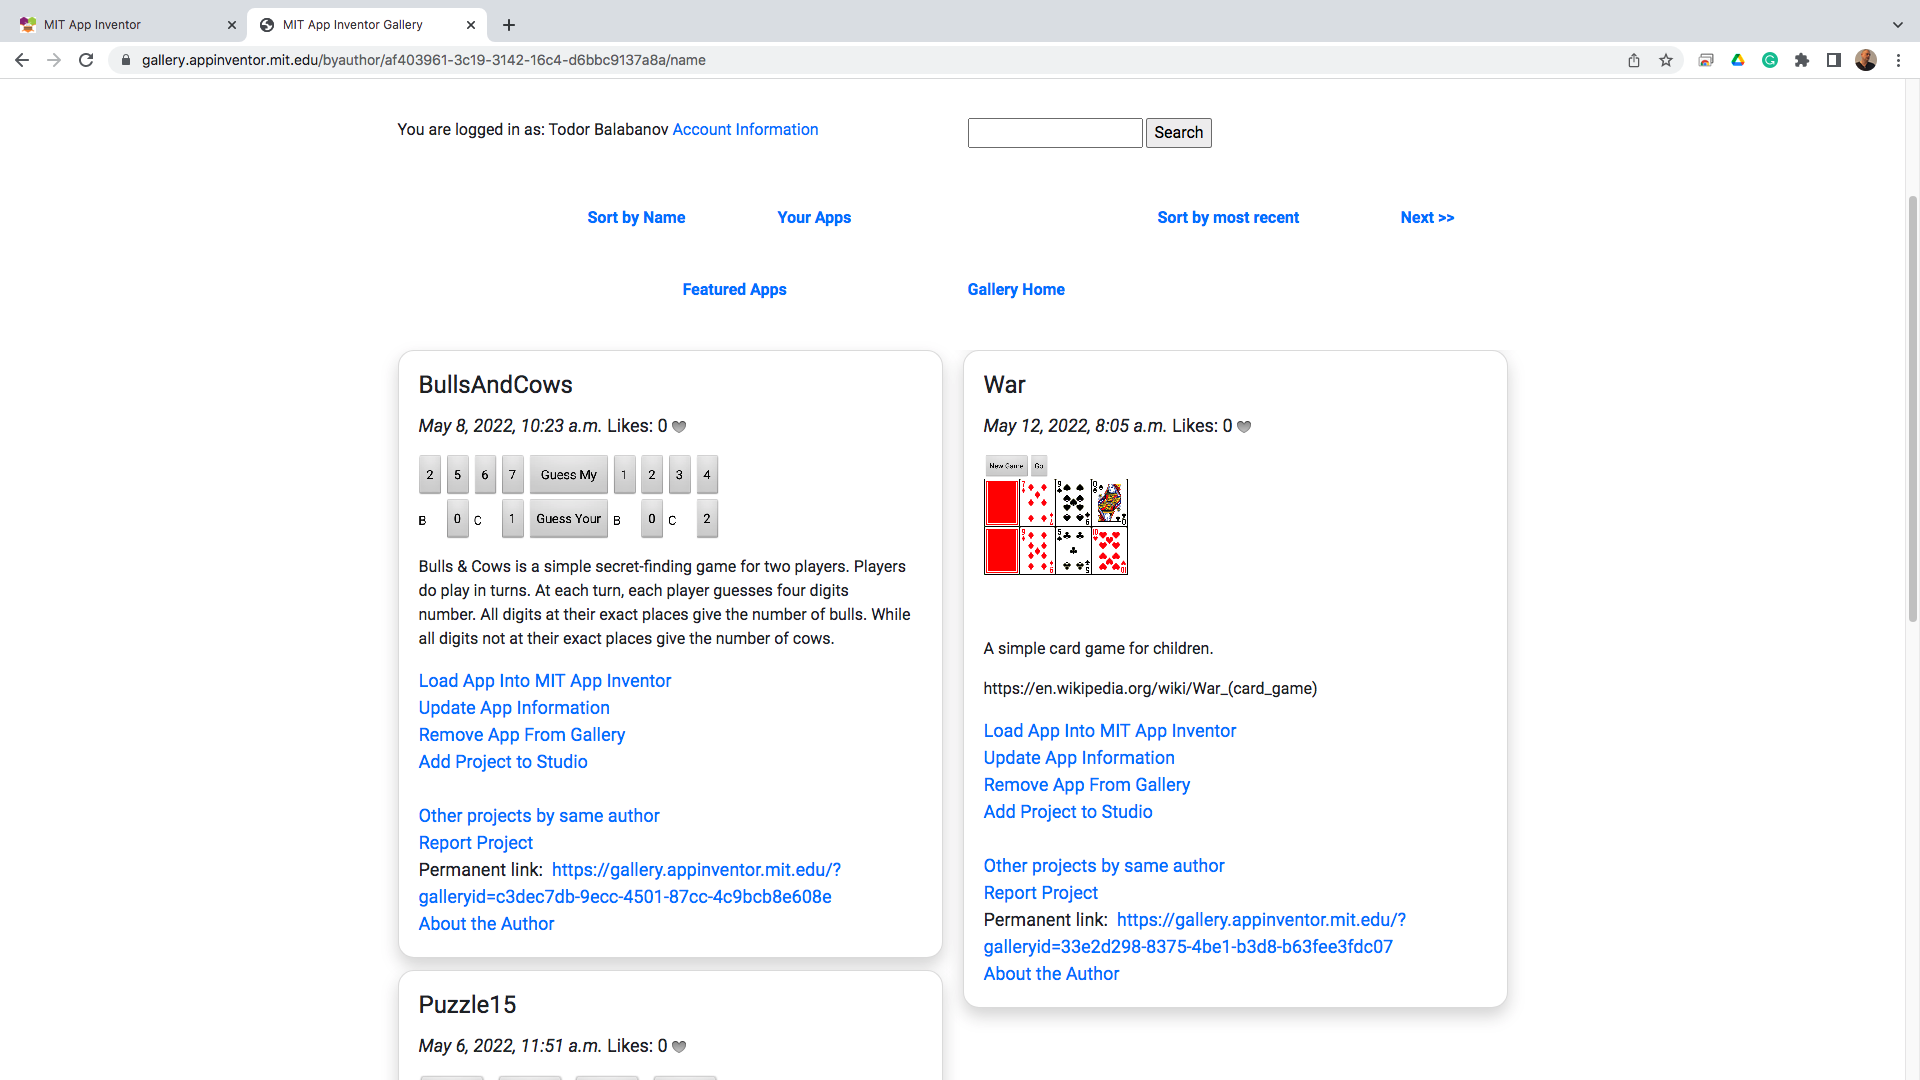 MIT App Inventor
MIT App Inventor Gallery
gallery.appinventor.mit.edu/byauthor/af403961-3c19-3142-16c4-d6bbc9137a8a/name
You are logged in as: Todor Balabanov Account Information
Search
Sort by Name Your Apps Sort by most recent Next >>
Featured Apps Gallery Home
BullsAndCows
May 8, 2022, 10:23 a.m. Likes: 0
2 5 6 7 Guess My 1 2 3 4
B 0 C 1 Guess Your B 0 C 2
Bulls & Cows is a simple secret-finding game for two players. Players
do play in turns. At each turn, each player guesses four digits
number. All digits at their exact places give the number of bulls. While
all digits not at their exact places give the number of cows.
Load App Into MIT App Inventor
Update App Information
Remove App From Gallery
Add Project to Studio
Other projects by same author
Report Project
Permanent link: https://gallery.appinventor.mit.edu/?
galleryid=c3dec7db-9ecc-4501-87cc-4c9bcb8e608e
About the Author
War
May 12, 2022, 8:05 a.m. Likes: 0
New Game Go
7 9 Q
9 5 10
A simple card game for children.
https://en.wikipedia.org/wiki/War_(card_game)
Load App Into MIT App Inventor
Update App Information
Remove App From Gallery
Add Project to Studio
Other projects by same author
Report Project
Permanent link: https://gallery.appinventor.mit.edu/?
galleryid=33e2d298-8375-4be1-b3d8-b63fee3fdc07
About the Author
Puzzle15
May 6, 2022, 11:51 a.m. Likes: 0